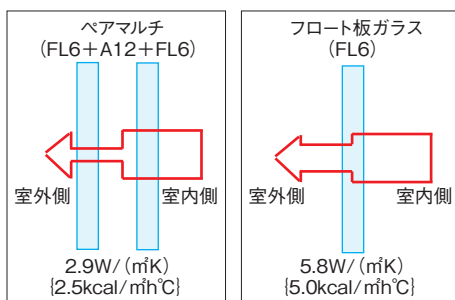 ペアマルチ
(FL6+A12+FL6)
室外側
室内側
2.9W/(㎡K)
{2.5kcal/㎡h℃}
フロート板ガラス
(FL6)
室外側
室内側
5.8W/(㎡K)
{5.0kcal/㎡h℃}